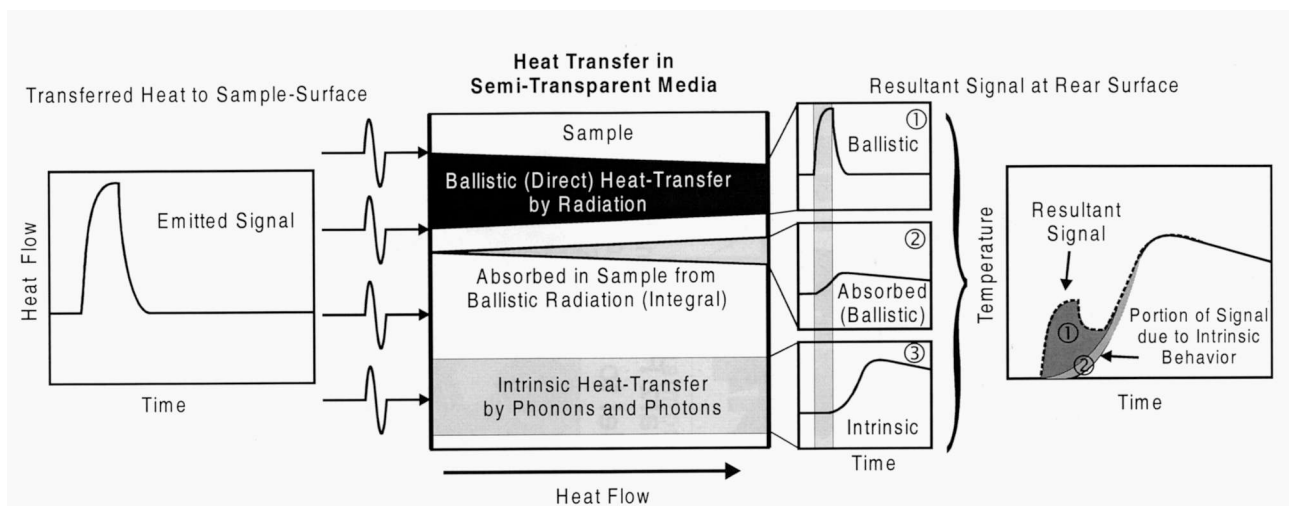 Heat Transfer in
Semi-Transparent Media
Transferred Heat to Sample-Surface
Resultant Signal at Rear Surface
Heat Flow
Emitted Signal
Time
Sample
Ballistic (Direct) Heat-Transfer
by Radiation
Absorbed in Sample from
Ballistic Radiation (Integral)
Intrinsic Heat-Transfer
by Phonons and Photons
Heat Flow
①
Ballistic
②
Absorbed
(Ballistic)
③
Intrinsic
Time
Temperature
Resultant
Signal
①
②
Portion of Signal
due to Intrinsic
Behavior
Time